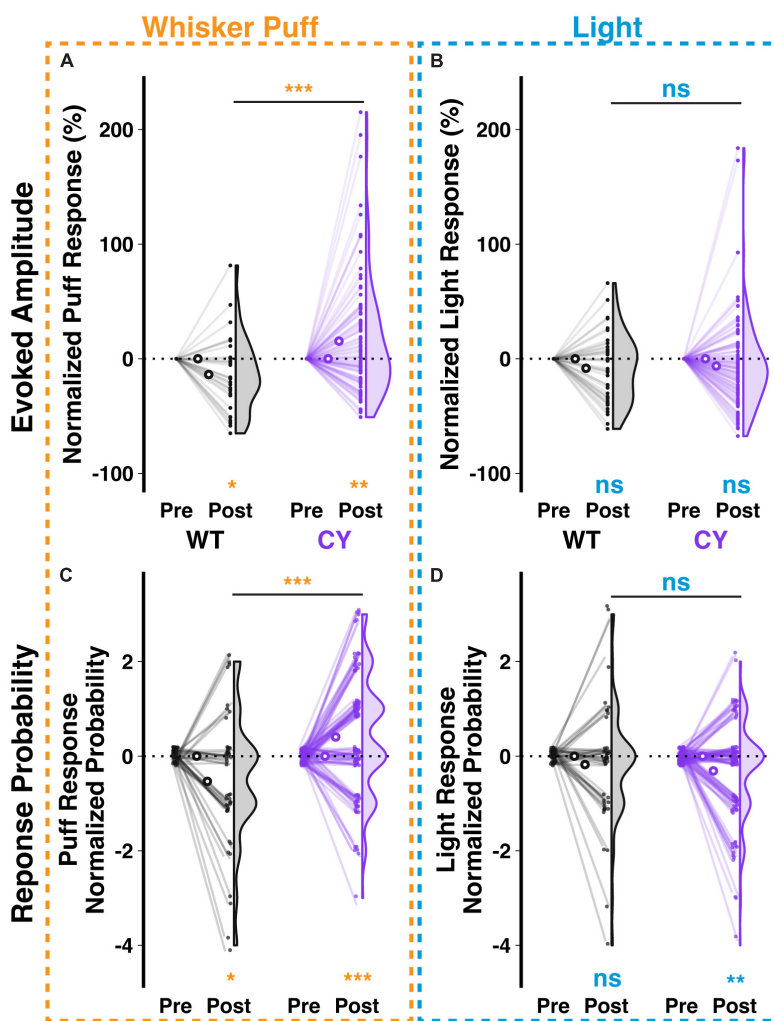 Whisker Puff
Light
A
B
Evoked Amplitude
Normalized Puff Response (%)
***
200
100
0
-100
*
**
Pre Post Pre Post
WT CY
Normalized Light Response (%)
ns
200
100
0
-100
ns
ns
Pre Post Pre Post
WT CY
C
D
Reponse Probability
Puff Response
Normalized Probability
***
2
0
-2
-4
*
***
Pre Post Pre Post
Light Response
Normalized Probability
ns
2
0
-2
-4
ns
**
Pre Post Pre Post